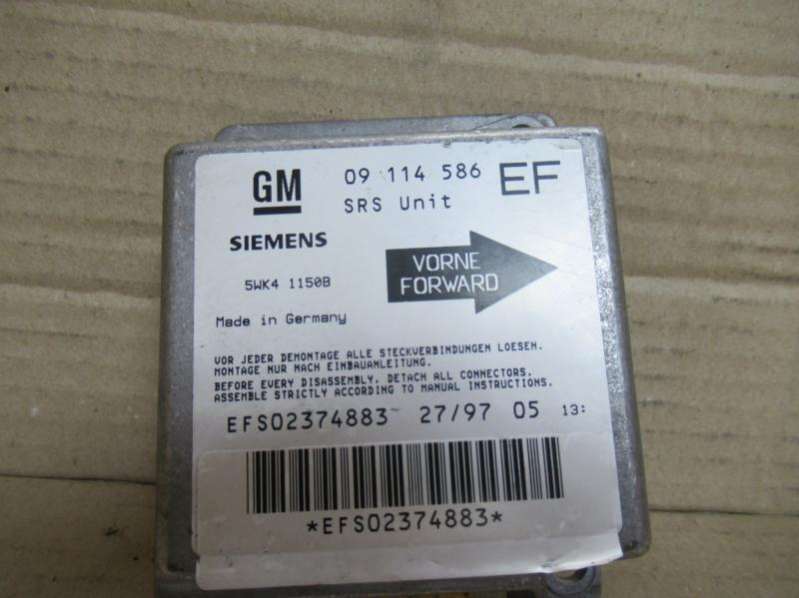 GM 09 114 586 EF
SRS Unit
SIEMENS
VORNE
FORWARD
5WK4 1150B
Made in Germany
VOR JEDER DEMONTAGE ALLE STECKVERBINDUNGEN LOESEN.
MONTAGE NUR NACH EINBAUANLEITUNG.
BEFORE EVERY DISASSEMBLY. DETACH ALL CONNECTORS.
ASSEMBLE STRICTLY ACCORDING TO MANUAL INSTRUCTIONS.
EFS02374883 27/97 05 13:
*EFS02374883*